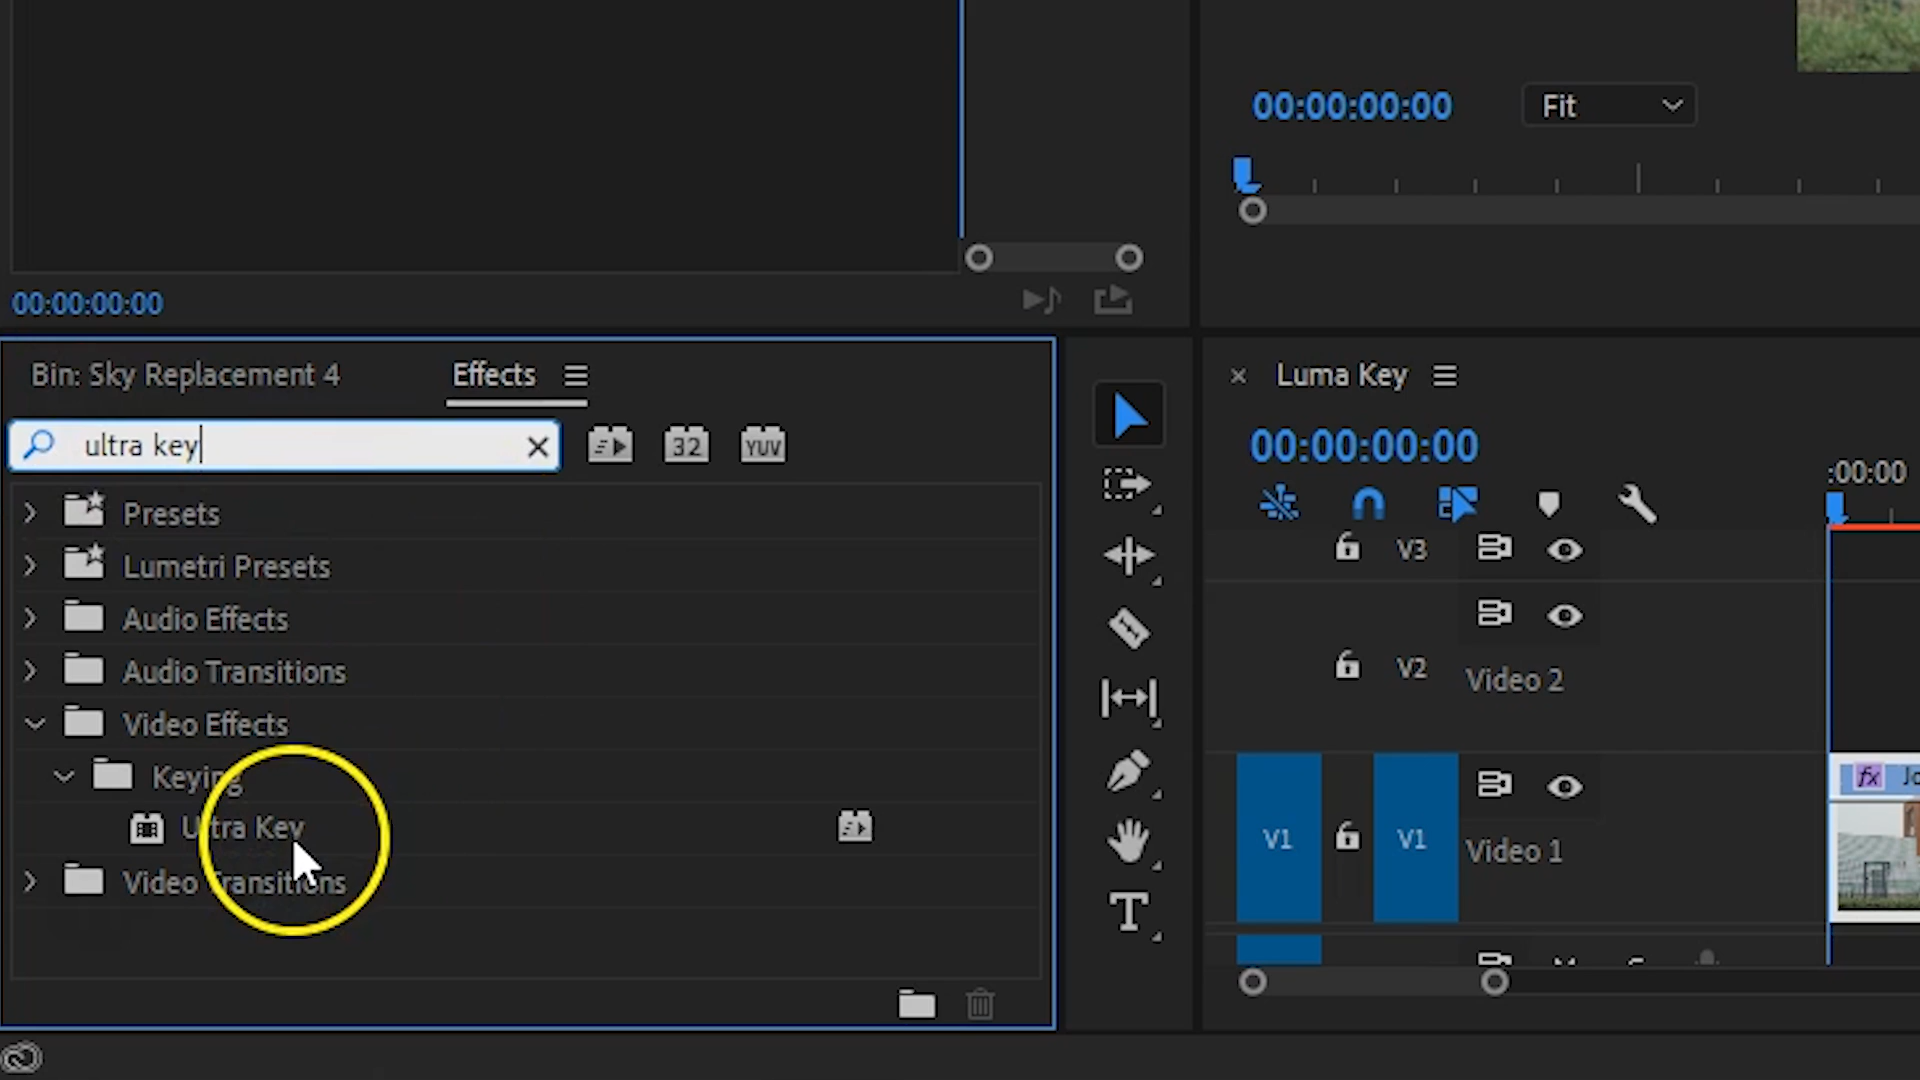 00:00:00:00
Fit
00:00:00:00
Bin: Sky Replacement 4
Effects
ultra key
32
YUV
Presets
Lumetri Presets
Audio Effects
Audio Transitions
Video Effects
Keying
Ultra Key
Video Transitions
Luma Key
00:00:00:00
:00:00
V3
V2
Video 2
V1
V1
Video 1
fx